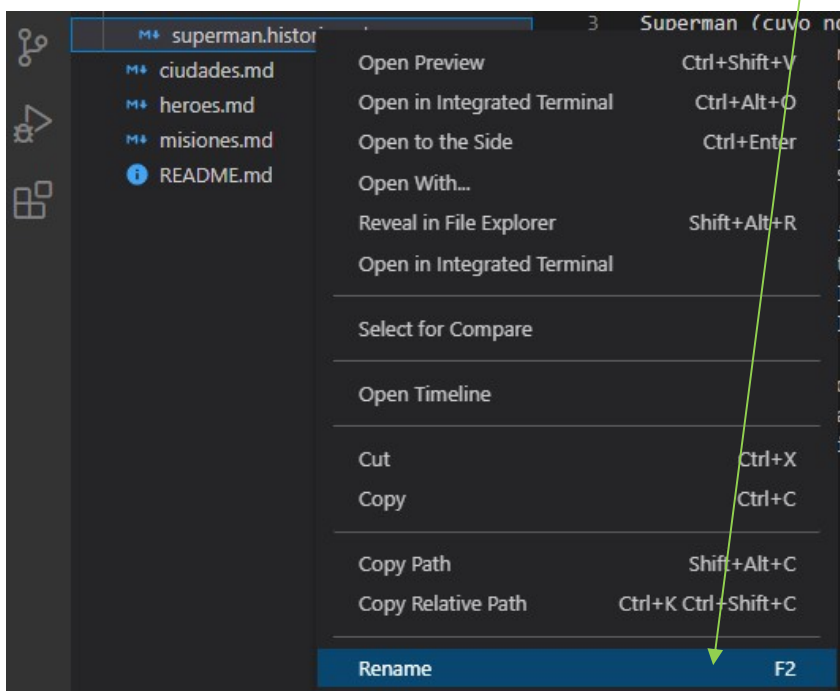 superman.histori
3 Superman (cuyo no
ciudades.md
heroes.md
misiones.md
README.md
Open Preview Ctrl+Shift+V
Open in Integrated Terminal Ctrl+Alt+O
Open to the Side Ctrl+Enter
Open With...
Reveal in File Explorer Shift+Alt+R
Open in Integrated Terminal
Select for Compare
Open Timeline
Cut Ctrl+X
Copy Ctrl+C
Copy Path Shift+Alt+C
Copy Relative Path Ctrl+K Ctrl+Shift+C
Rename F2